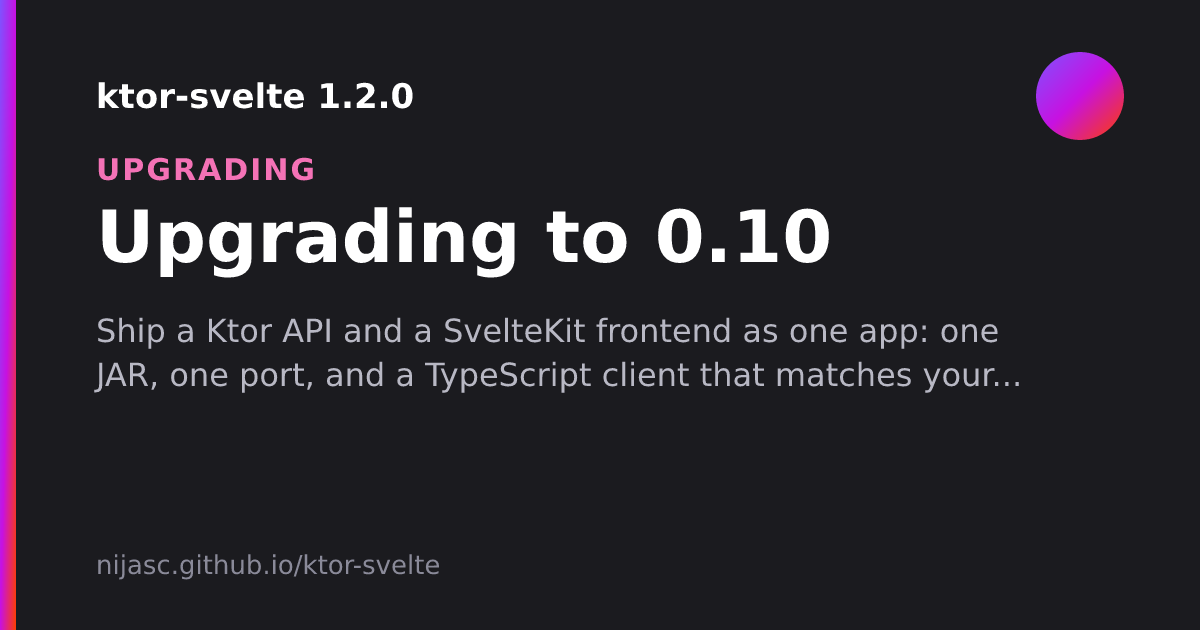 ktor-svelte 1.2.0
UPGRADING
Upgrading to 0.10
Ship a Ktor API and a SvelteKit frontend as one app: one
JAR, one port, and a TypeScript client that matches your...
nijasc.github.io/ktor-svelte